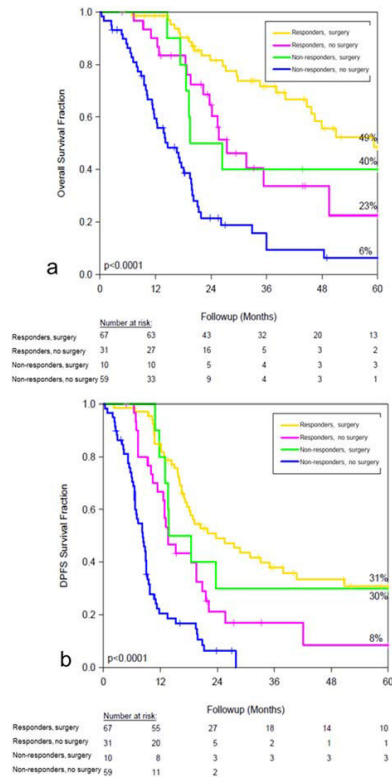 Overall Survival Fraction
1.0
0.8
0.6
0.4
0.2
0.0
Responders, surgery
Responders, no surgery
Non-responders, surgery
Non-responders, no surgery
49%
40%
23%
6%
a
p<0.0001
0 12 24 36 48 60
Followup (Months)
Number at risk:
Responders, surgery 67 63 43 32 20 13
Responders, no surgery 31 27 16 5 3 2
Non-responders, surgery 10 10 5 4 3 3
Non-responders, no surgery 59 33 9 4 3 1
DPFS Survival Fraction
1.0
0.8
0.6
0.4
0.2
0.0
Responders, surgery
Responders, no surgery
Non-responders, surgery
Non-responders, no surgery
31%
30%
8%
b
p<0.0001
0 12 24 36 48 60
Followup (Months)
Number at risk:
Responders, surgery 67 55 27 18 14 10
Responders, no surgery 31 20 5 2 1 1
Non-responders, surgery 10 8 3 3 3 3
Non-responders, no surgery 59 11 2